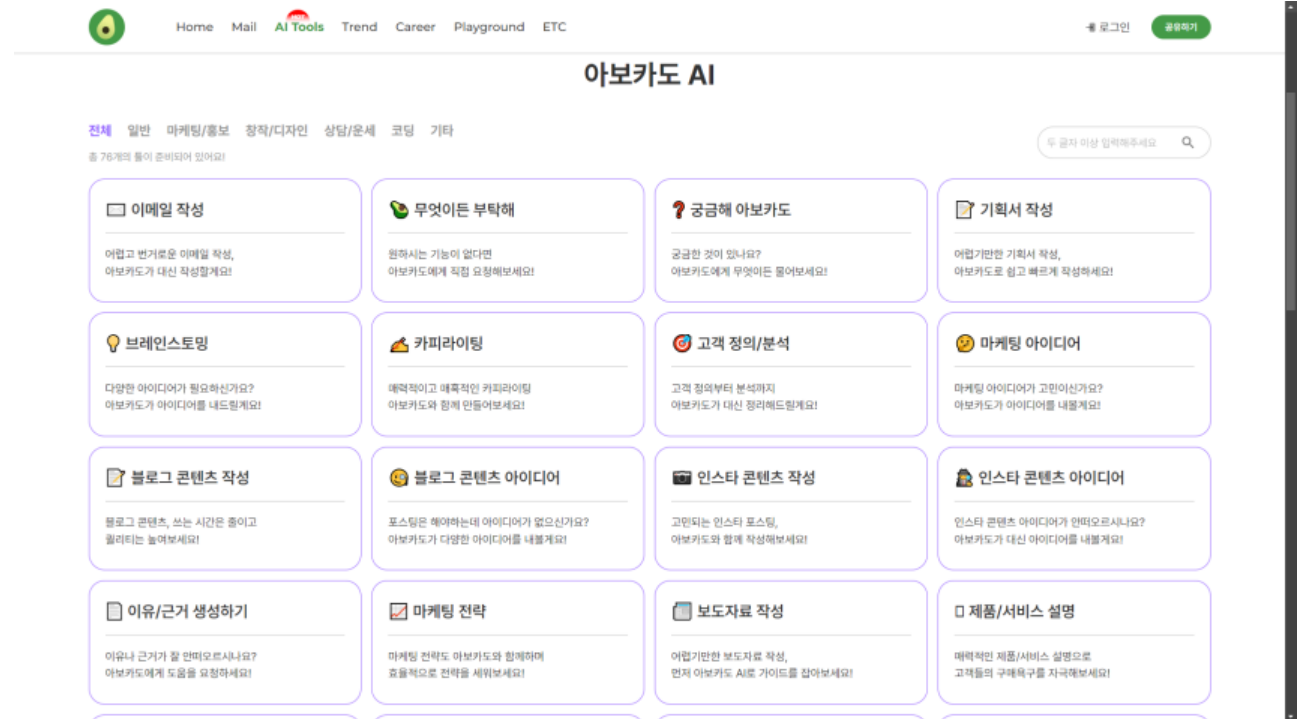 Home Mail AI Tools Trend Career Playground ETC 로그인 공유하기
아보카도 AI
전체 일반 마케팅/홍보 창작/디자인 상담/운세 코딩 기타
총 76개의 툴이 준비되어 있어요!
두 글자 이상 입력해주세요
이메일 작성
어렵고 번거로운 이메일 작성,
아보카도가 대신 작성할게요!
무엇이든 부탁해
원하시는 기능이 없다면
아보카도에게 직접 요청해보세요!
궁금해 아보카도
궁금한 것이 있나요?
아보카도에게 무엇이든 물어보세요!
기획서 작성
어렵기만한 기획서 작성,
아보카도로 쉽고 빠르게 작성하세요!
브레인스토밍
다양한 아이디어가 필요하신가요?
아보카도가 아이디어를 내드릴게요!
카피라이팅
매력적이고 매혹적인 카피라이팅
아보카도와 함께 만들어보세요!
고객 정의/분석
고객 정의부터 분석까지
아보카도가 대신 정리해드릴게요!
마케팅 아이디어
마케팅 아이디어가 고민이신가요?
아보카도가 아이디어를 내볼게요!
블로그 콘텐츠 작성
블로그 콘텐츠, 쓰는 시간은 줄이고
퀄리티는 높여보세요!
블로그 콘텐츠 아이디어
포스팅은 해야하는데 아이디어가 없으신가요?
아보카도가 다양한 아이디어를 내볼게요!
인스타 콘텐츠 작성
고민되는 인스타 포스팅,
아보카도와 함께 작성해보세요!
인스타 콘텐츠 아이디어
인스타 콘텐츠 아이디어가 안떠오르시나요?
아보카도가 대신 아이디어를 내볼게요!
이유/근거 생성하기
이유나 근거가 잘 안떠오르시나요?
아보카도에게 도움을 요청하세요!
마케팅 전략
마케팅 전략도 아보카도와 함께하며
효율적으로 전략을 세워보세요!
보도자료 작성
어렵기만한 보도자료 작성,
먼저 아보카도 AI로 가이드를 잡아보세요!
제품/서비스 설명
매력적인 제품/서비스 설명으로
고객들의 구매욕구를 자극해보세요!